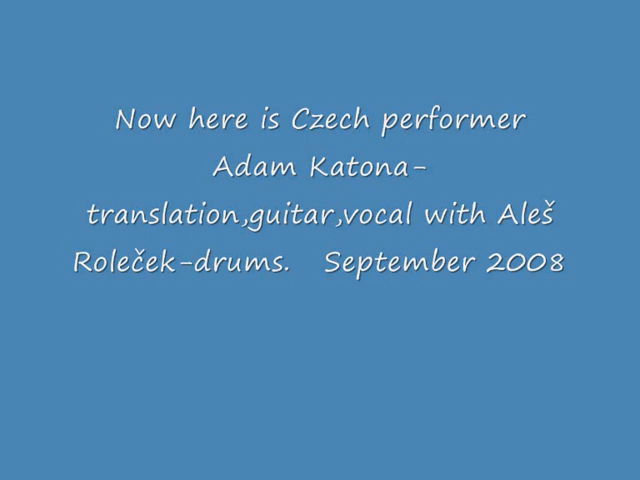 Now here is Czech performer
Adam Katona-
translation,guitar,vocal with Aleš
Roleček-drums.   September 2008